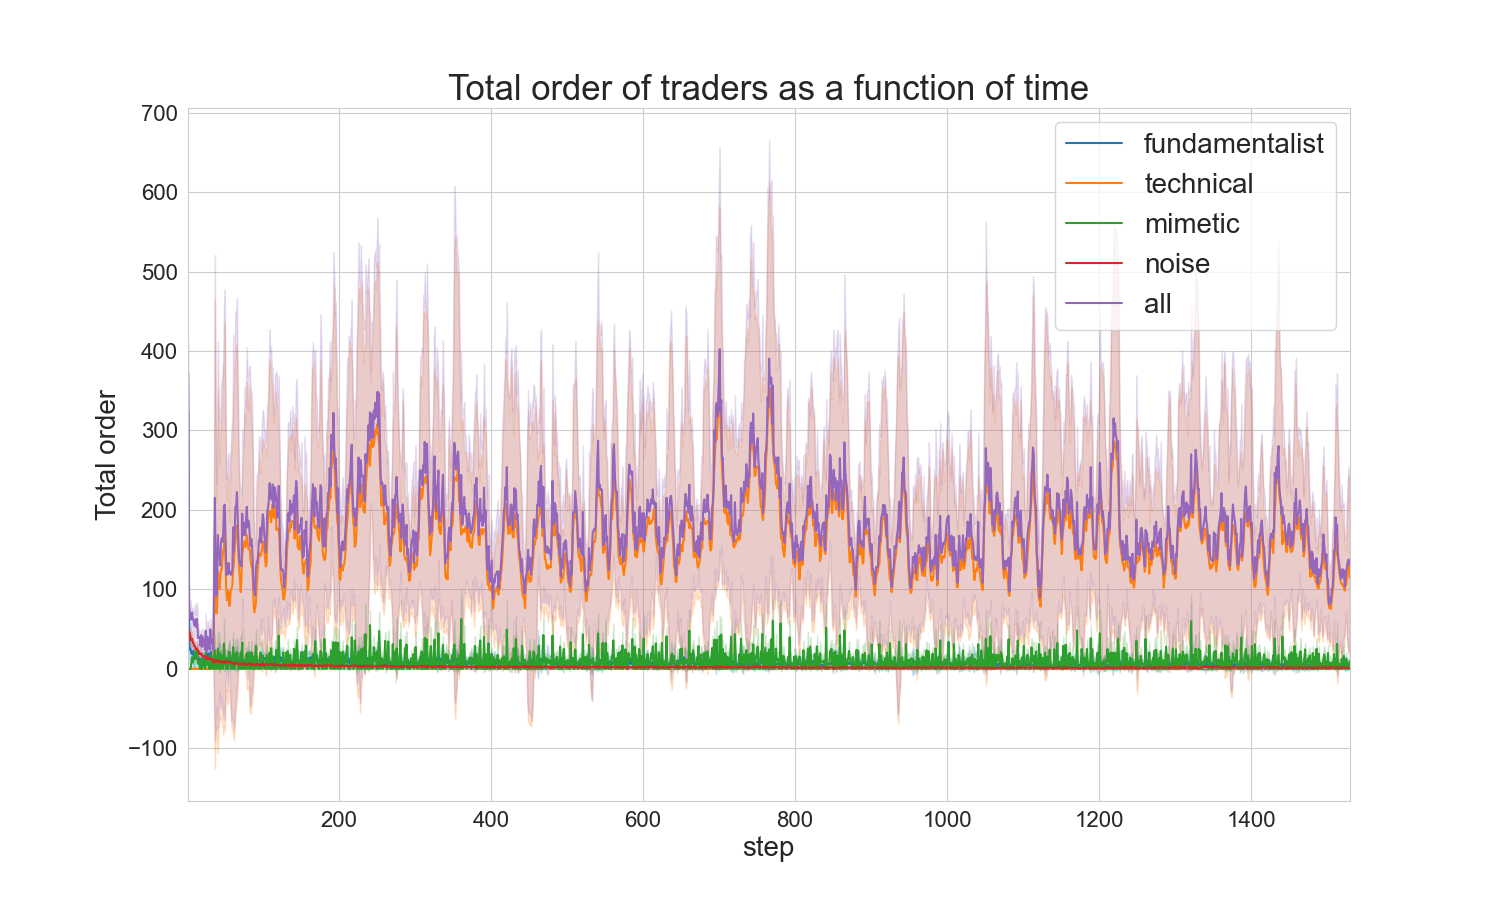 Total order of traders as a function of time
700
600
500
400
300
200
100
0
−100
Total order
fundamentalist
technical
mimetic
noise
all
200 400 600 800 1000 1200 1400
step